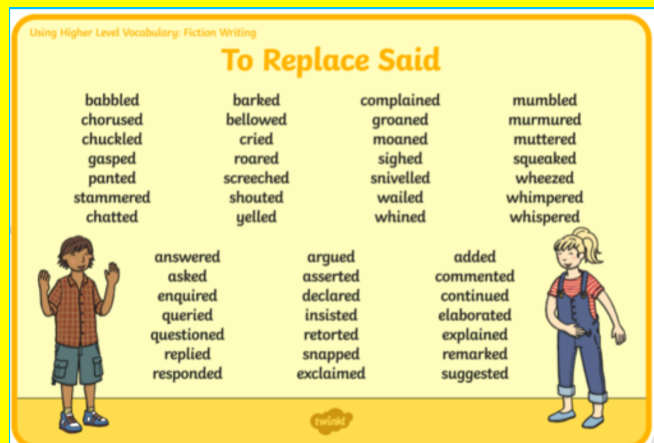 Using Higher Level Vocabulary: Fiction Writing
To Replace Said
babbled barked complained mumbled
chorused bellowed groaned murmured
chuckled cried moaned muttered
gasped roared sighed squeaked
panted screeched snivelled wheezed
stammered shouted wailed whimpered
chatted yelled whined whispered
answered argued added
asked asserted commented
enquired declared continued
queried insisted elaborated
questioned retorted explained
replied snapped remarked
responded exclaimed suggested
twinkl